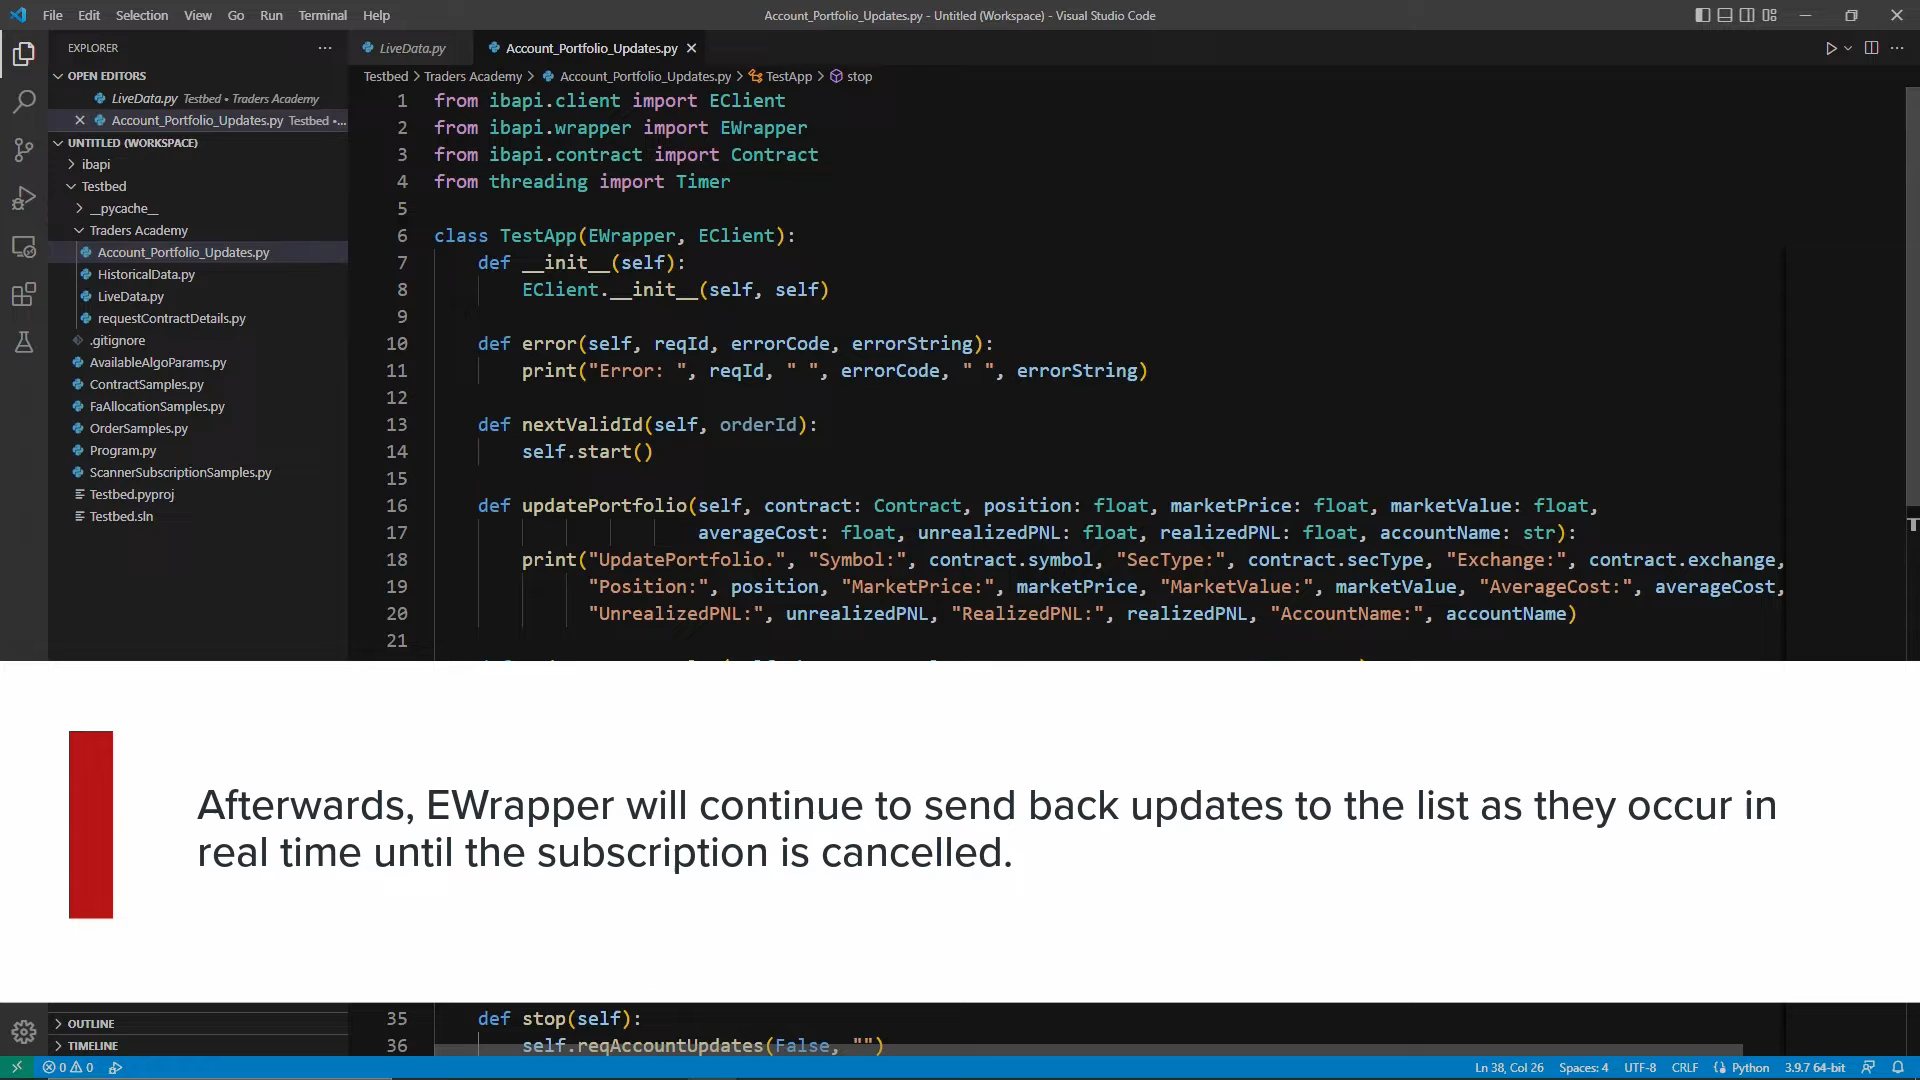 File Edit Selection View Go Run Terminal Help
Account_Portfolio_Updates.py - Untitled (Workspace) - Visual Studio Code
EXPLORER
OPEN EDITORS
LiveData.py Testbed • Traders Academy
Account_Portfolio_Updates.py Testbed •...
UNTITLED (WORKSPACE)
ibapi
Testbed
__pycache__
Traders Academy
Account_Portfolio_Updates.py
HistoricalData.py
LiveData.py
requestContractDetails.py
.gitignore
AvailableAlgoParams.py
ContractSamples.py
FaAllocationSamples.py
OrderSamples.py
Program.py
ScannerSubscriptionSamples.py
Testbed.pyproj
Testbed.sln
LiveData.py
Account_Portfolio_Updates.py
Testbed > Traders Academy > Account_Portfolio_Updates.py > TestApp > stop
1 from ibapi.client import EClient
2 from ibapi.wrapper import EWrapper
3 from ibapi.contract import Contract
4 from threading import Timer
5
6 class TestApp(EWrapper, EClient):
7 def __init__(self):
8 EClient.__init__(self, self)
9
10 def error(self, reqId, errorCode, errorString):
11 print("Error: ", reqId, " ", errorCode, " ", errorString)
12
13 def nextValidId(self, orderId):
14 self.start()
15
16 def updatePortfolio(self, contract: Contract, position: float, marketPrice: float, marketValue: float,
17 averageCost: float, unrealizedPNL: float, realizedPNL: float, accountName: str):
18 print("UpdatePortfolio.", "Symbol:", contract.symbol, "SecType:", contract.secType, "Exchange:", contract.exchange,
19 "Position:", position, "MarketPrice:", marketPrice, "MarketValue:", marketValue, "AverageCost:", averageCost,
20 "UnrealizedPNL:", unrealizedPNL, "RealizedPNL:", realizedPNL, "AccountName:", accountName)
21
Afterwards, EWrapper will continue to send back updates to the list as they occur in
real time until the subscription is cancelled.
35 def stop(self):
36 self.reqAccountUpdates(False, "")
OUTLINE
TIMELINE
0 0
Ln 38, Col 26 Spaces: 4 UTF-8 CRLF Python 3.9.7 64-bit